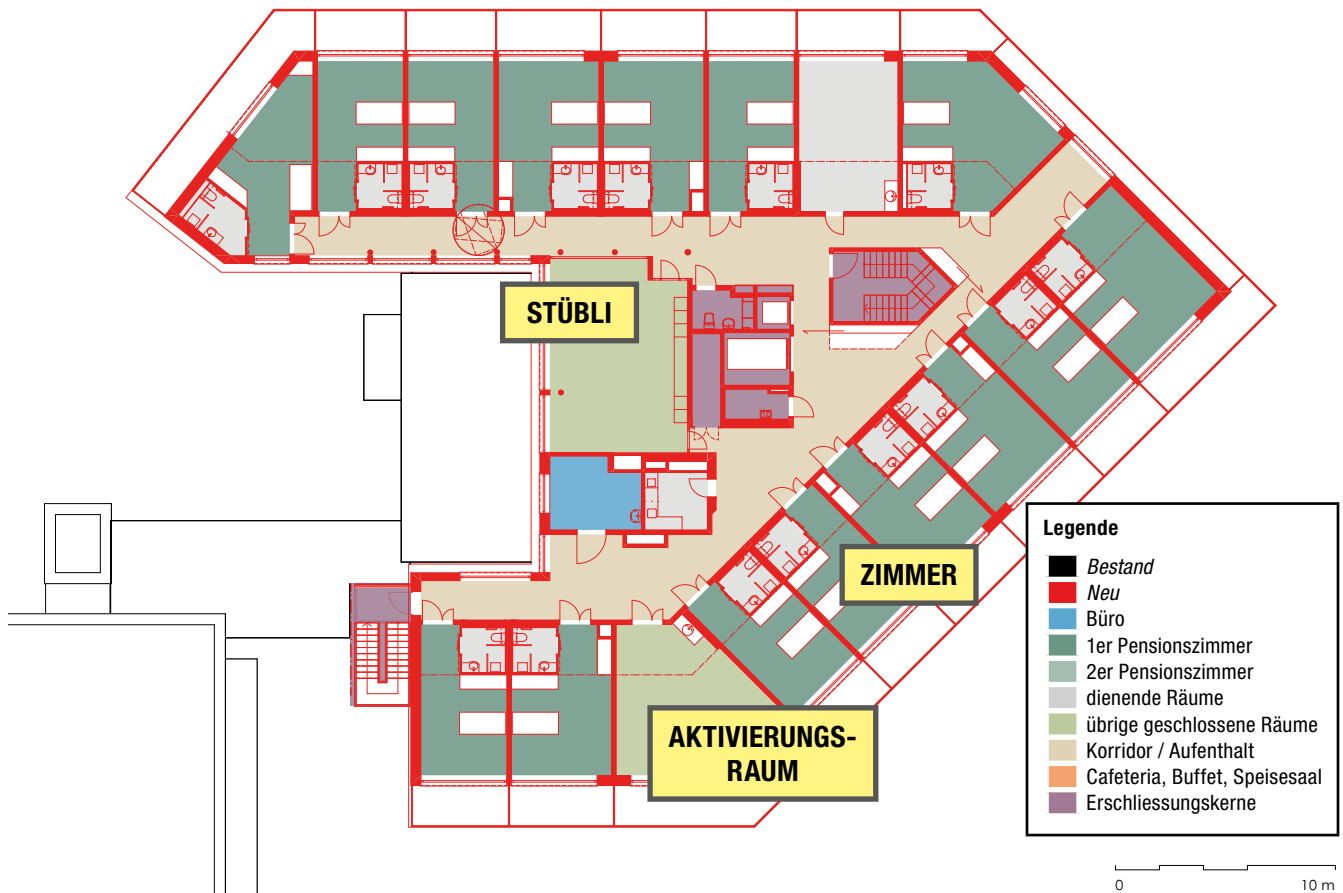 STÜBLI
ZIMMER
AKTIVIERUNGS-
RAUM
Legende
Bestand
Neu
Büro
1er Pensionszimmer
2er Pensionszimmer
dienende Räume
übrige geschlossene Räume
Korridor / Aufenthalt
Cafeteria, Buffet, Speisesaal
Erschliessungskerne
0 10 m